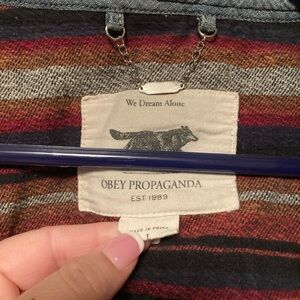 We Dream Alone
OBEY PROPAGANDA
EST 1989
MADE IN CHINA
L